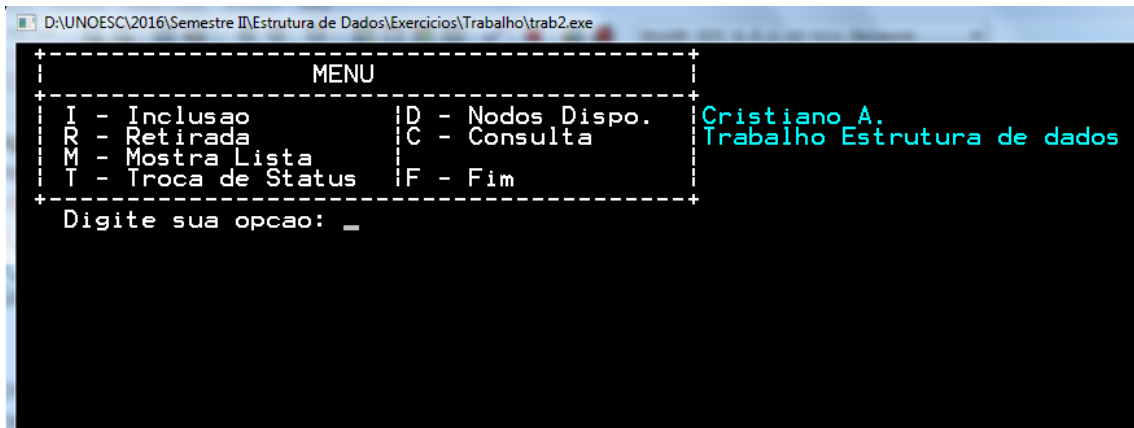 D:\UNOESC\2016\Semestre II\Estrutura de Dados\Exercicios\Trabalho\trab2.exe
MENU
I - Inclusao |D - Nodos Dispo. |Cristiano A.
R - Retirada |C - Consulta |Trabalho Estrutura de dados
M - Mostra Lista
T - Troca de Status |F - Fim
Digite sua opcao: _